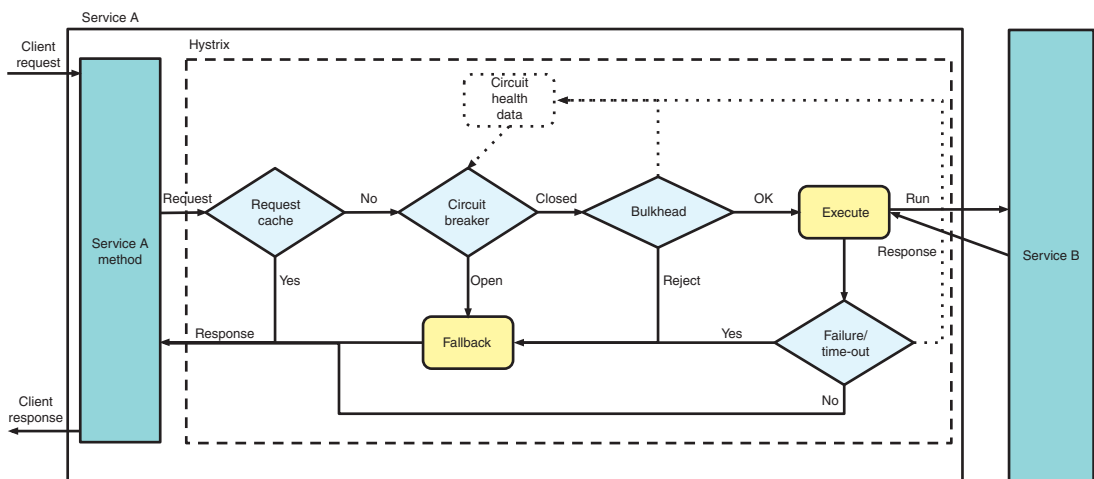 Service A
Client
request
Hystrix
Circuit
health
data
Request
Request
cache
No
Circuit
breaker
Closed
Bulkhead
OK
Execute
Run
Service A
method
Response
Service B
Yes
Open
Reject
Response
Fallback
Yes
Failure/
time-out
Client
response
No